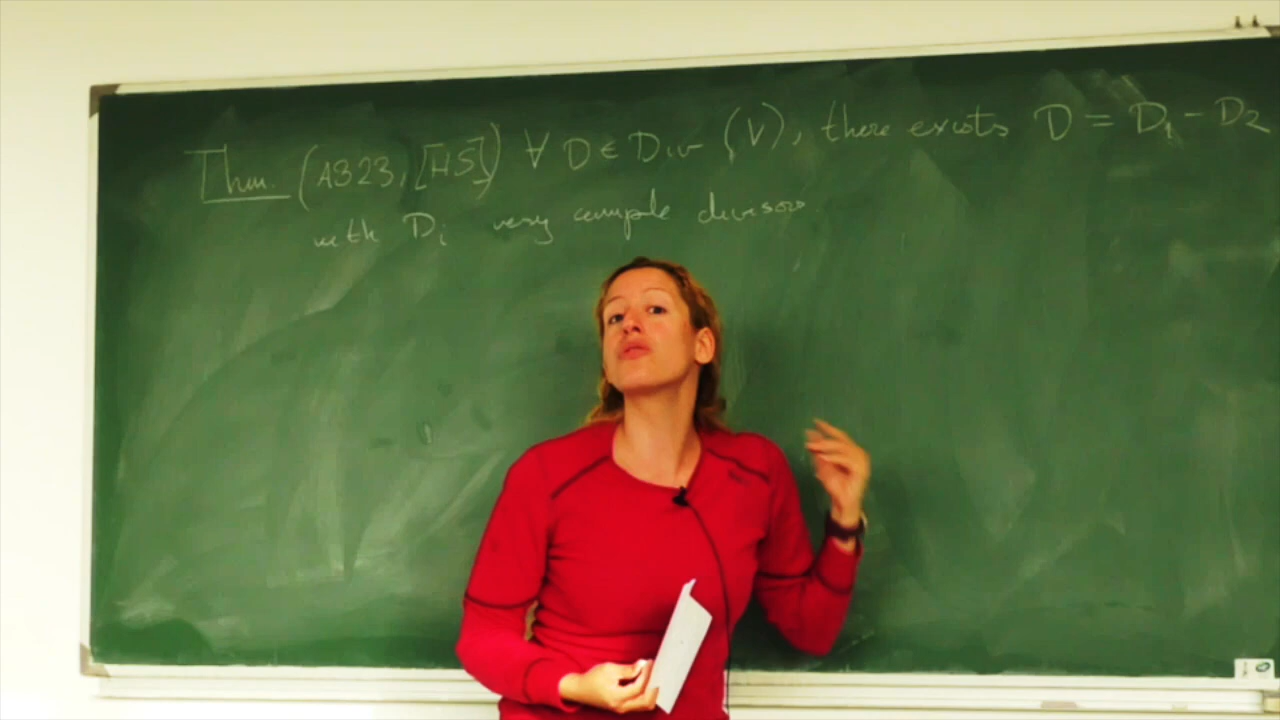 Thm. (A323, [HS]) ∀ D ∈ Div (V), there exists D = D₁ - D₂
with Dᵢ very ample divisors